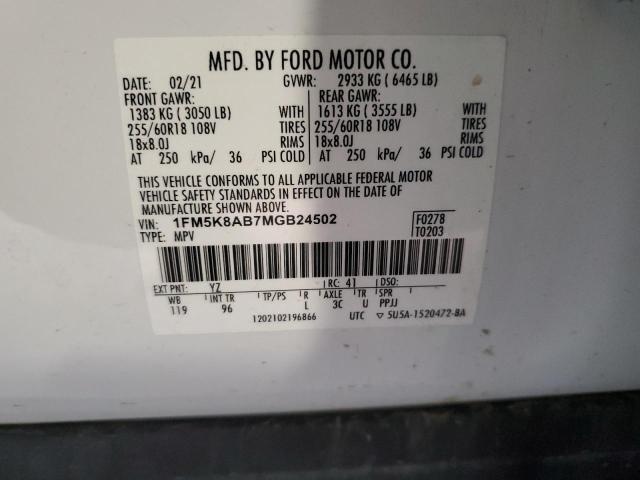 MFD. BY FORD MOTOR CO.
DATE: 02/21 GVWR: 2933 KG ( 6465 LB)
FRONT GAWR: REAR GAWR:
1383 KG ( 3050 LB) WITH 1613 KG ( 3555 LB) WITH
255/60R18 108V TIRES 255/60R18 108V TIRES
18x8.0J RIMS 18x8.0J RIMS
AT 250 kPa/ 36 PSI COLD AT 250 kPa/ 36 PSI COLD
THIS VEHICLE CONFORMS TO ALL APPLICABLE FEDERAL MOTOR
VEHICLE SAFETY STANDARDS IN EFFECT ON THE DATE OF
MANUFACTURE SHOWN ABOVE.
VIN: 1FM5K8AB7MGB24502 F0278
TYPE: MPV T0203
EXT PNT: YZ RC: 41 DSO:
WB INT TR TP/PS R AXLE TR SPR
119 96 L 3C U PPJJ
1202102196866 UTC ▽ 5U5A-1520472-BA